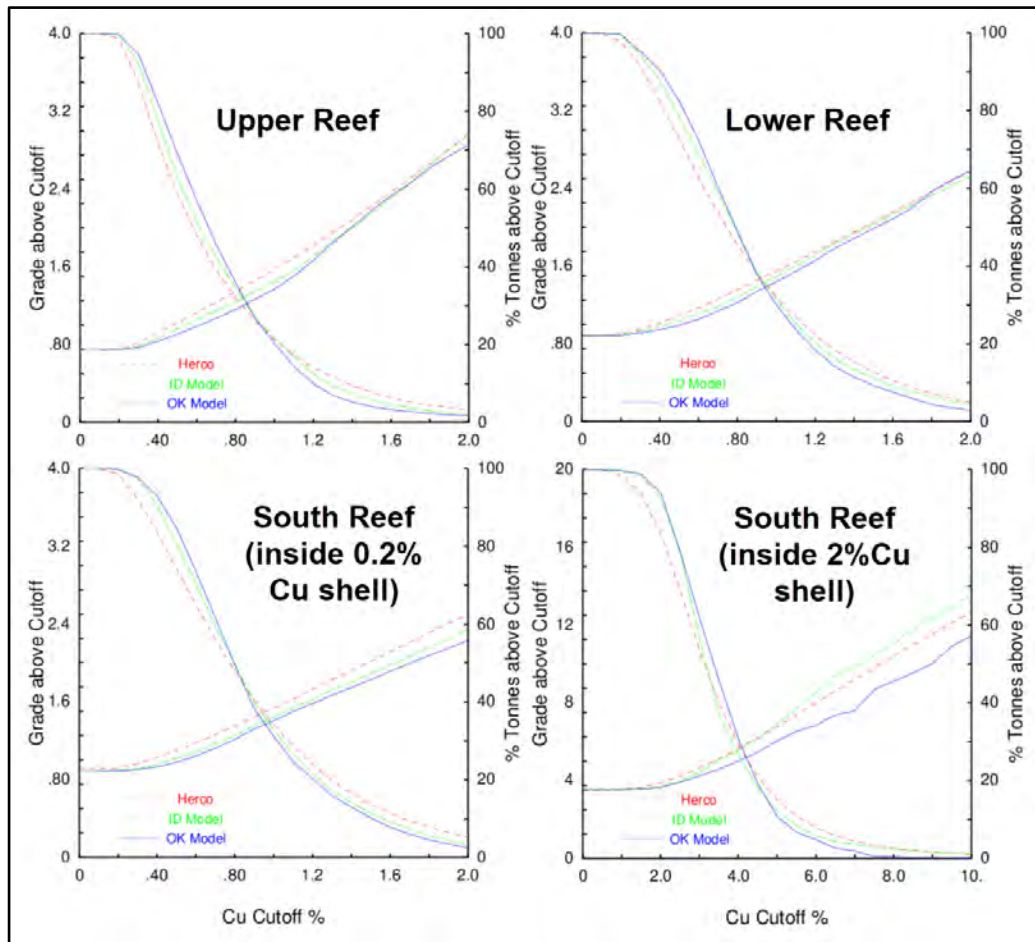 4.0
3.2
2.4
1.6
.80
0
Grade above Cutoff
Upper Reef
Herco
ID Model
OK Model
100
80
60
40
20
0
% Tonnes above Cutoff
0 .40 .80 1.2 1.6 2.0
4.0
3.2
2.4
1.6
.80
0
Grade above Cutoff
Lower Reef
Herco
ID Model
OK Model
100
80
60
40
20
0
% Tonnes above Cutoff
0 .40 .80 1.2 1.6 2.0
4.0
3.2
2.4
1.6
.80
0
Grade above Cutoff
South Reef
(inside 0.2%
Cu shell)
Herco
ID Model
OK Model
100
80
60
40
20
0
% Tonnes above Cutoff
0 .40 .80 1.2 1.6 2.0
Cu Cutoff %
20
16
12
8
4
0
Grade above Cutoff
South Reef
(inside 2%Cu
shell)
Herco
ID Model
OK Model
100
80
60
40
20
0
% Tonnes above Cutoff
0 2.0 4.0 6.0 8.0 10.
Cu Cutoff %